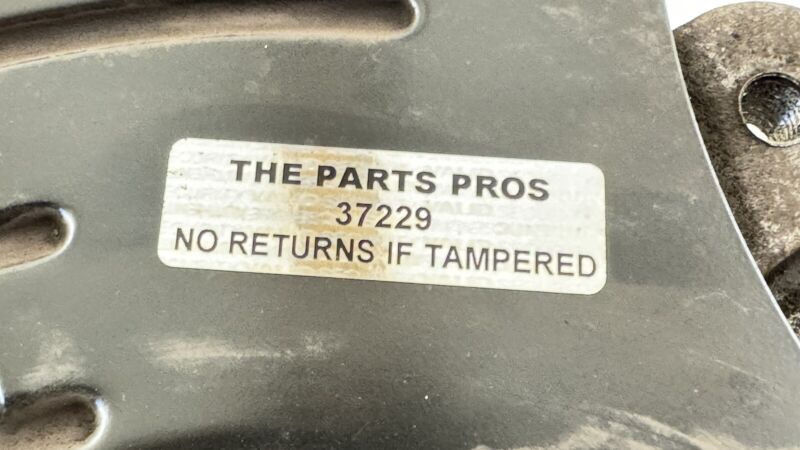 THE PARTS PROS
37229
NO RETURNS IF TAMPERED